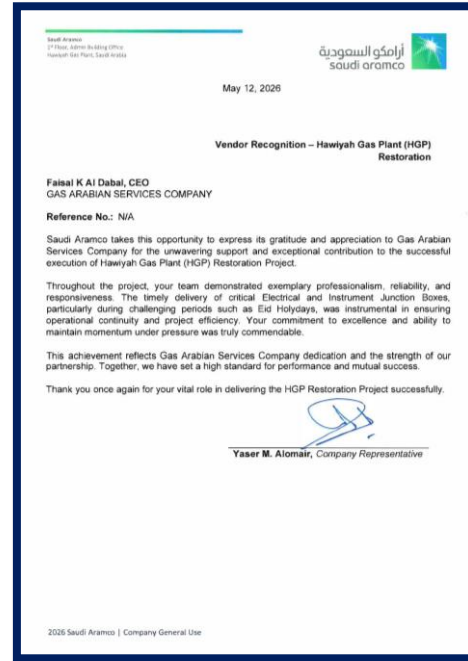 Saudi Aramco
2nd Floor, Admin Building Office
Hawiyah Gas Plant, Saudi Arabia
أرامكو السعودية
saudi aramco
May 12, 2026
Vendor Recognition – Hawiyah Gas Plant (HGP)
Restoration
Faisal K Al Dabal, CEO
GAS ARABIAN SERVICES COMPANY
Reference No.: N/A
Saudi Aramco takes this opportunity to express its gratitude and appreciation to Gas Arabian
Services Company for the unwavering support and exceptional contribution to the successful
execution of Hawiyah Gas Plant (HGP) Restoration Project.
Throughout the project, your team demonstrated exemplary professionalism, reliability, and
responsiveness. The timely delivery of critical Electrical and Instrument Junction Boxes,
particularly during challenging periods such as Eid Holydays, was instrumental in ensuring
operational continuity and project efficiency. Your commitment to excellence and ability to
maintain momentum under pressure was truly commendable.
This achievement reflects Gas Arabian Services Company dedication and the strength of our
partnership. Together, we have set a high standard for performance and mutual success.
Thank you once again for your vital role in delivering the HGP Restoration Project successfully.
Yaser M. Alomair, Company Representative
2026 Saudi Aramco | Company General Use